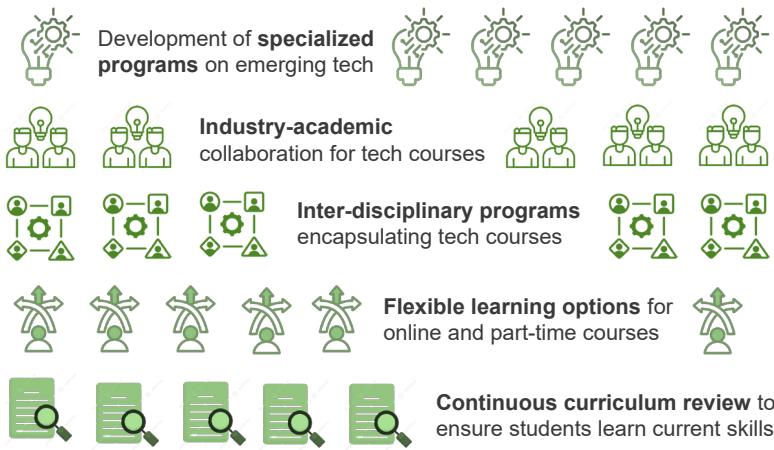 Development of specialized
programs on emerging tech
Industry-academic
collaboration for tech courses
Inter-disciplinary programs
encapsulating tech courses
Flexible learning options for
online and part-time courses
Continuous curriculum review to
ensure students learn current skills